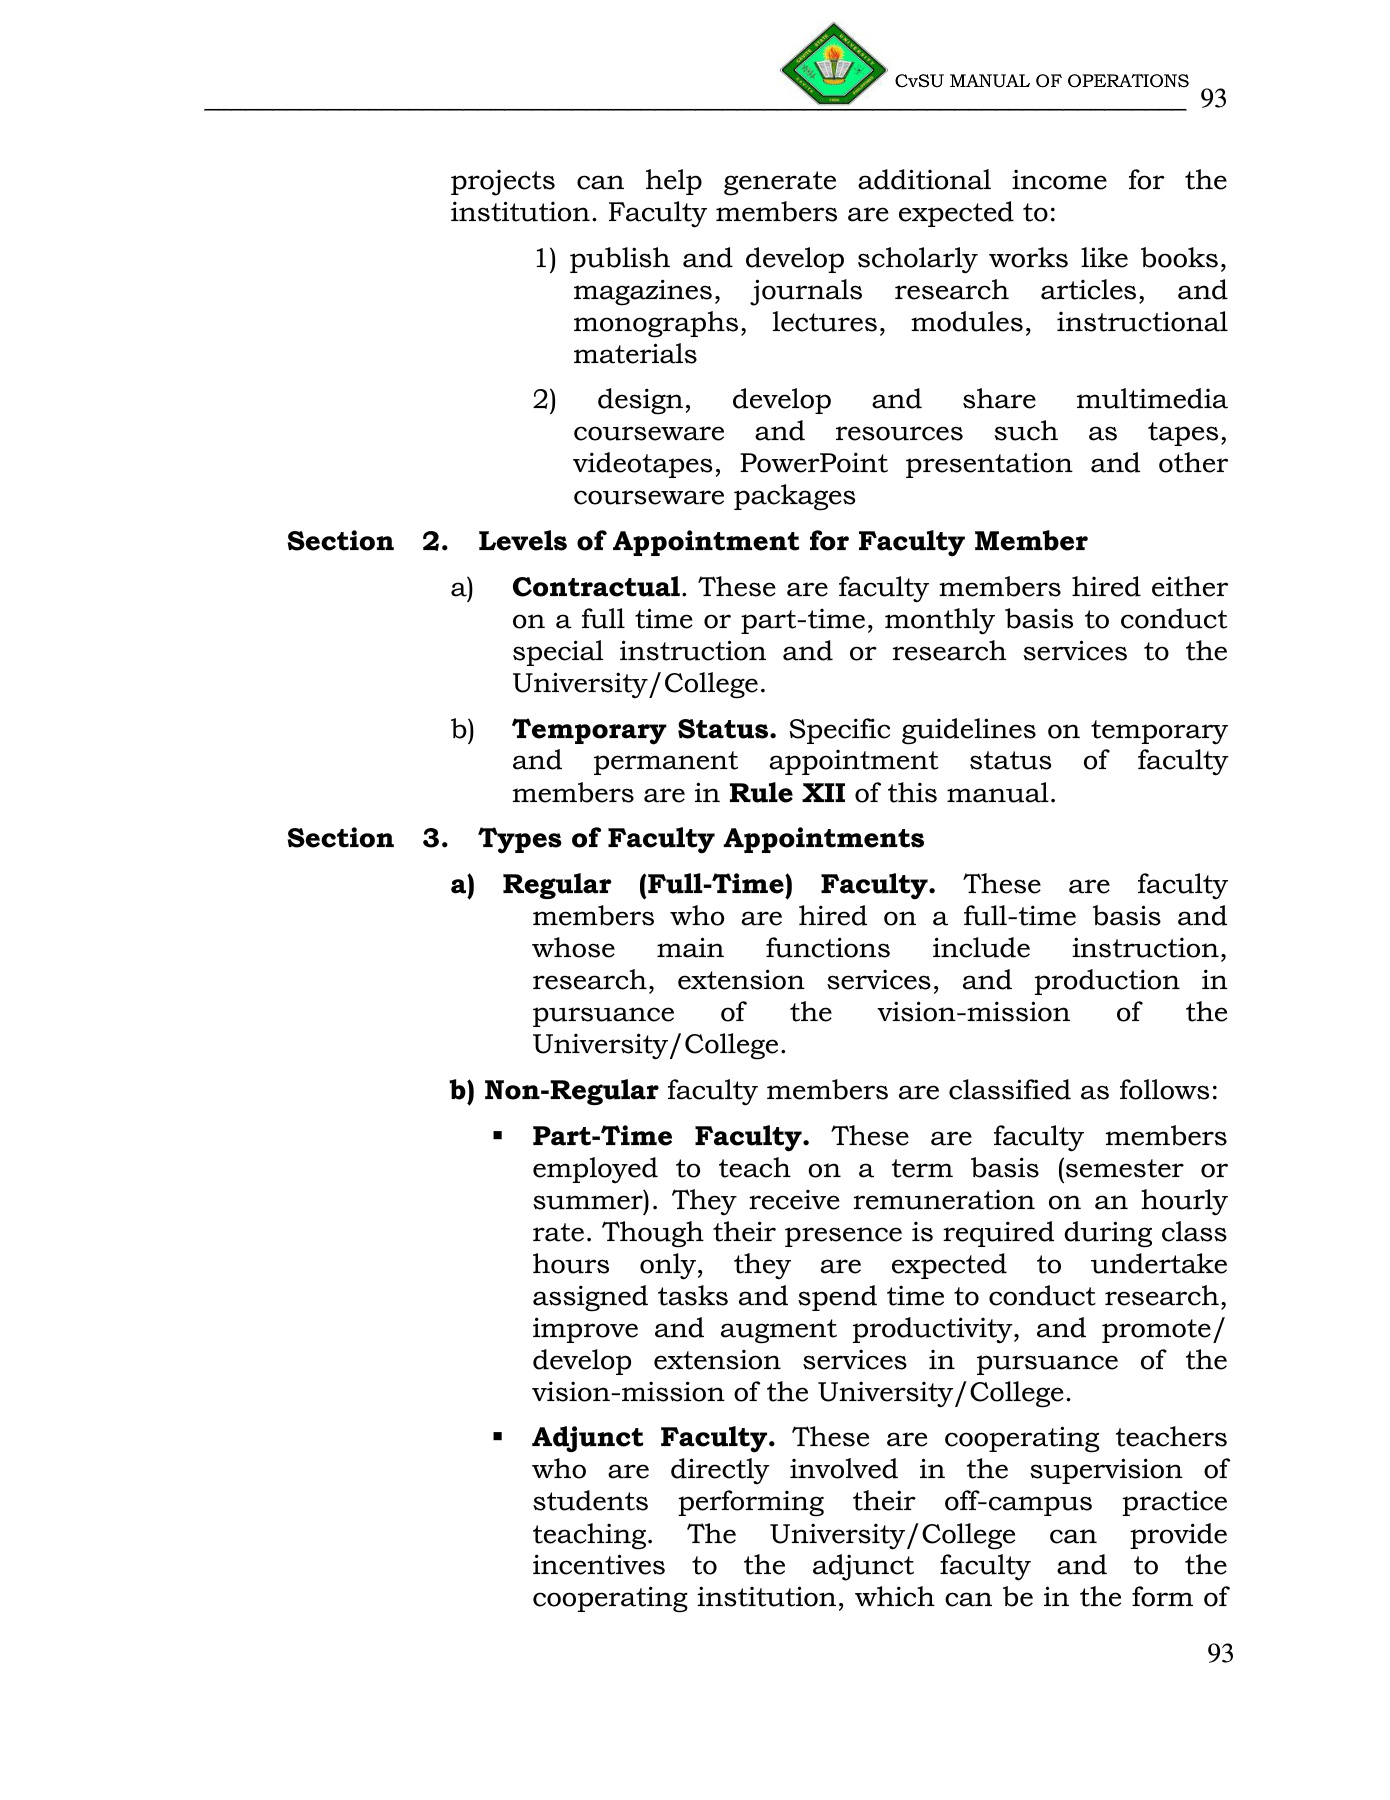 CvSU MANUAL OF OPERATIONS 93
projects can help generate additional income for the
institution. Faculty members are expected to:
1) publish and develop scholarly works like books,
magazines, journals research articles, and
monographs, lectures, modules, instructional
materials
2) design, develop and share multimedia
courseware and resources such as tapes,
videotapes, PowerPoint presentation and other
courseware packages
Section 2. Levels of Appointment for Faculty Member
a) Contractual. These are faculty members hired either
on a full time or part-time, monthly basis to conduct
special instruction and or research services to the
University/College.
b) Temporary Status. Specific guidelines on temporary
and permanent appointment status of faculty
members are in Rule XII of this manual.
Section 3. Types of Faculty Appointments
a) Regular (Full-Time) Faculty. These are faculty
members who are hired on a full-time basis and
whose main functions include instruction,
research, extension services, and production in
pursuance of the vision-mission of the
University/College.
b) Non-Regular faculty members are classified as follows:
▪ Part-Time Faculty. These are faculty members
employed to teach on a term basis (semester or
summer). They receive remuneration on an hourly
rate. Though their presence is required during class
hours only, they are expected to undertake
assigned tasks and spend time to conduct research,
improve and augment productivity, and promote/
develop extension services in pursuance of the
vision-mission of the University/College.
▪ Adjunct Faculty. These are cooperating teachers
who are directly involved in the supervision of
students performing their off-campus practice
teaching. The University/College can provide
incentives to the adjunct faculty and to the
cooperating institution, which can be in the form of
93